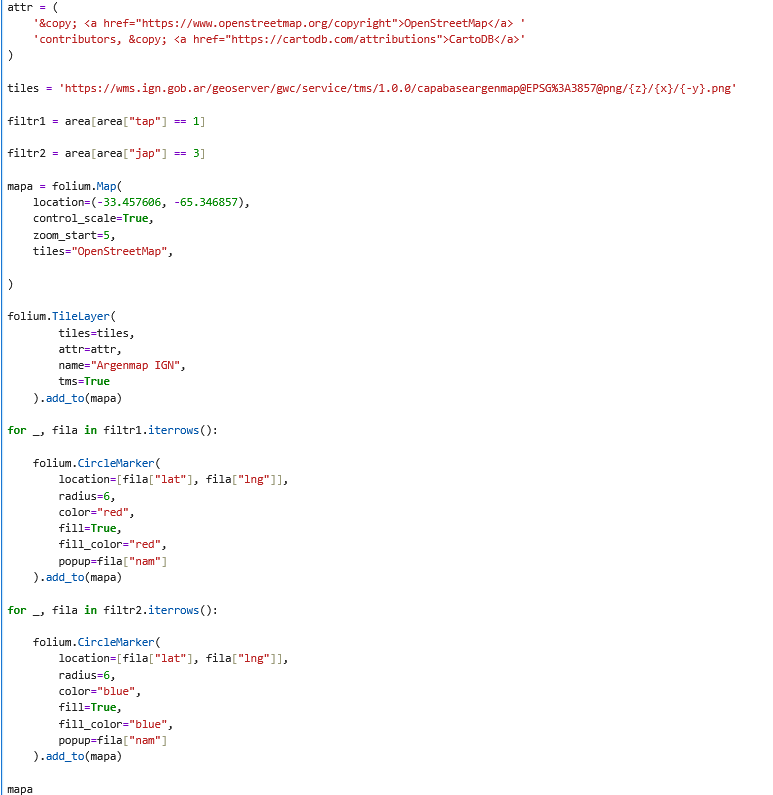 attr = (
    '&copy; <a href="https://www.openstreetmap.org/copyright">OpenStreetMap</a> '
    'contributors, &copy; <a href="https://cartodb.com/attributions">CartoDB</a>'
)
tiles = 'https://wms.ign.gob.ar/geoserver/gwc/service/tms/1.0.0/capabaseargenmap@EPSG%3A3857@png/{z}/{x}/{-y}.png'
filtr1 = area[area["tap"] == 1]
filtr2 = area[area["jap"] == 3]
mapa = folium.Map(
    location=(-33.457606, -65.346857),
    control_scale=True,
    zoom_start=5,
    tiles="OpenStreetMap",
)
folium.TileLayer(
        tiles=tiles,
        attr=attr,
        name="Argenmap IGN",
        tms=True
    ).add_to(mapa)
for _, fila in filtr1.iterrows():
    folium.CircleMarker(
        location=[fila["lat"], fila["lng"]],
        radius=6,
        color="red",
        fill=True,
        fill_color="red",
        popup=fila["nam"]
    ).add_to(mapa)
for _, fila in filtr2.iterrows():
    folium.CircleMarker(
        location=[fila["lat"], fila["lng"]],
        radius=6,
        color="blue",
        fill=True,
        fill_color="blue",
        popup=fila["nam"]
    ).add_to(mapa)
mapa